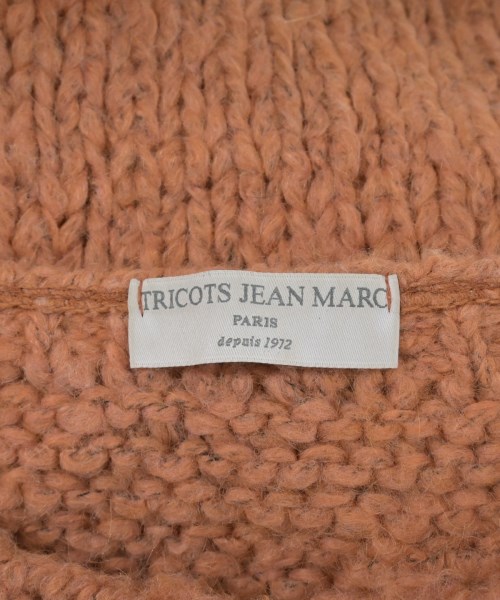 TRICOTS JEAN MARC
PARIS
depuis 1972